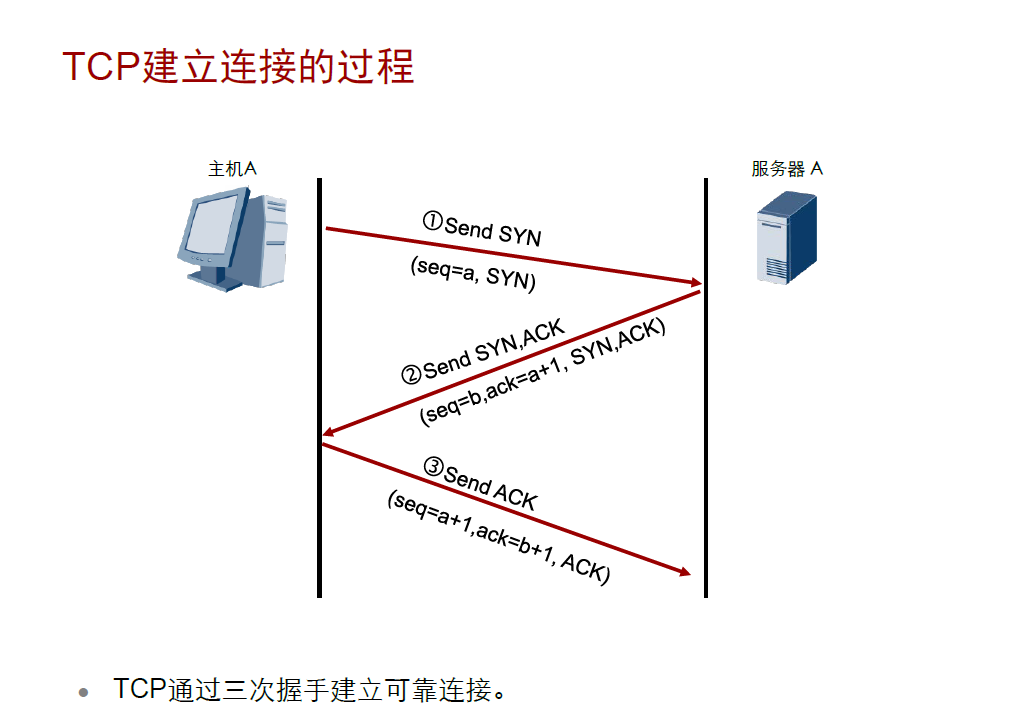 TCP建立连接的过程
主机A
服务器 A
①Send SYN
(seq=a, SYN)
②Send SYN,ACK
(seq=b,ack=a+1, SYN,ACK)
③Send ACK
(seq=a+1,ack=b+1, ACK)
● TCP通过三次握手建立可靠连接。